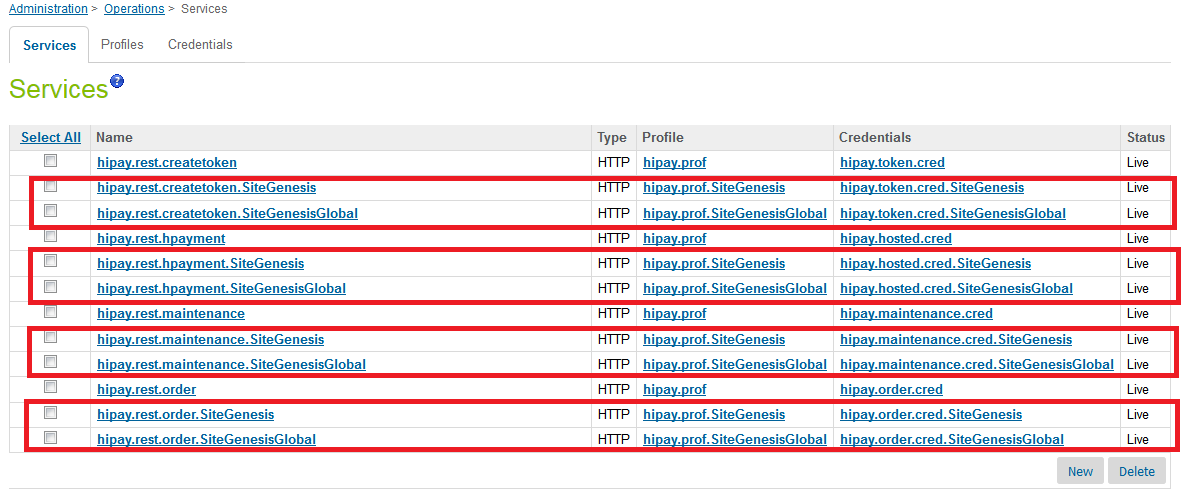 Administration > Operations > Services
Services Profiles Credentials
Services ?
Select All Name Type Profile Credentials Status
hipay.rest.createtoken HTTP hipay.prof hipay.token.cred Live
hipay.rest.createtoken.SiteGenesis HTTP hipay.prof.SiteGenesis hipay.token.cred.SiteGenesis Live
hipay.rest.createtoken.SiteGenesisGlobal HTTP hipay.prof.SiteGenesisGlobal hipay.token.cred.SiteGenesisGlobal Live
hipay.rest.hpayment HTTP hipay.prof hipay.hosted.cred Live
hipay.rest.hpayment.SiteGenesis HTTP hipay.prof.SiteGenesis hipay.hosted.cred.SiteGenesis Live
hipay.rest.hpayment.SiteGenesisGlobal HTTP hipay.prof.SiteGenesisGlobal hipay.hosted.cred.SiteGenesisGlobal Live
hipay.rest.maintenance HTTP hipay.prof hipay.maintenance.cred Live
hipay.rest.maintenance.SiteGenesis HTTP hipay.prof.SiteGenesis hipay.maintenance.cred.SiteGenesis Live
hipay.rest.maintenance.SiteGenesisGlobal HTTP hipay.prof.SiteGenesisGlobal hipay.maintenance.cred.SiteGenesisGlobal Live
hipay.rest.order HTTP hipay.prof hipay.order.cred Live
hipay.rest.order.SiteGenesis HTTP hipay.prof.SiteGenesis hipay.order.cred.SiteGenesis Live
hipay.rest.order.SiteGenesisGlobal HTTP hipay.prof.SiteGenesisGlobal hipay.order.cred.SiteGenesisGlobal Live
New Delete